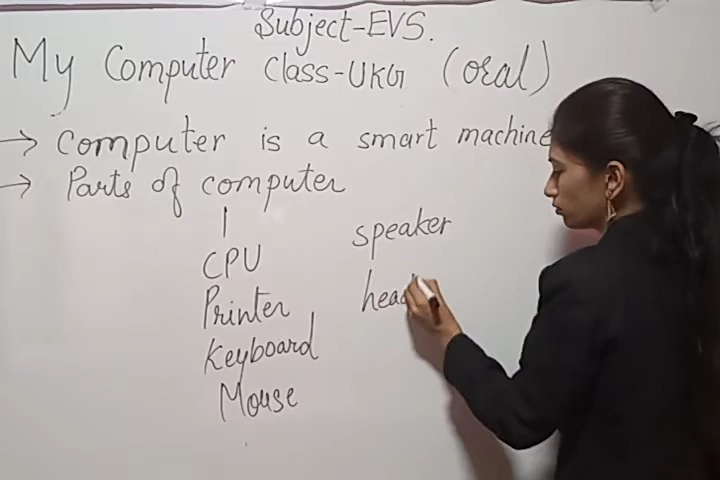 Subject-EVS.
My Computer Class-UKG (oral)
→ Computer is a smart machine
→ Parts of computer
CPU
Printer
Keyboard
Mouse
speaker
head